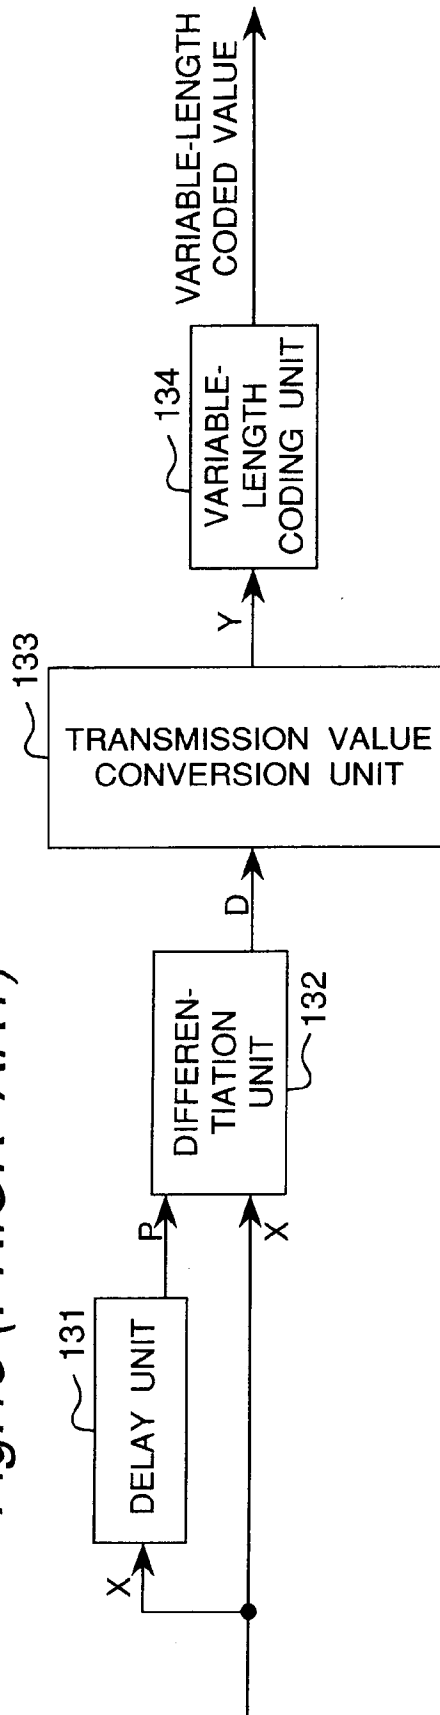 X
131
DELAY UNIT
P
X
DIFFEREN-
TIATION
UNIT
132
D
133
TRANSMISSION VALUE
CONVERSION UNIT
Y
134
VARIABLE-
LENGTH
CODING UNIT
VARIABLE-LENGTH
CODED VALUE